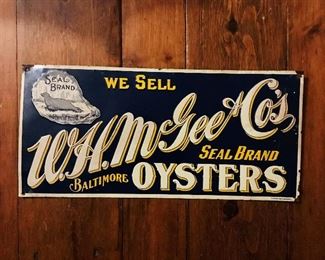 SEAL BRAND
WE SELL
W.H. McGee & Co's
SEAL BRAND
BALTIMORE OYSTERS